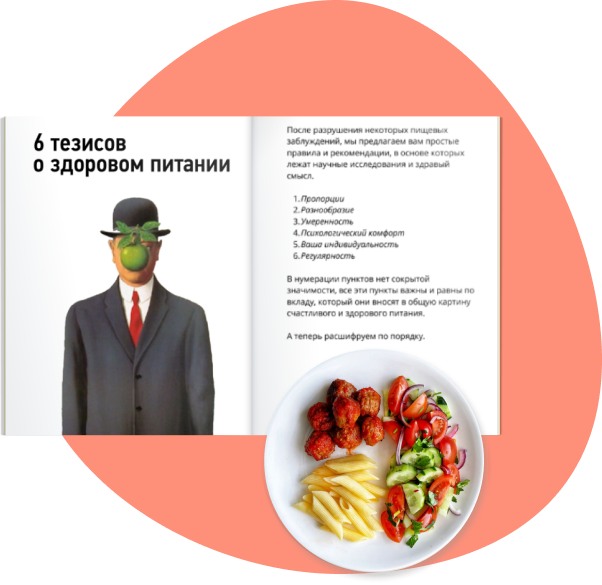 6 тезисов
о здоровом питании
После разрушения некоторых пищевых
заблуждений, мы предлагаем вам простые
правила и рекомендации, в основе которых
лежат научные исследования и здравый
смысл.
1. Пропорции
2. Разнообразие
3. Умеренность
4. Психологический комфорт
5. Ваша индивидуальность
6. Регулярность
В нумерации пунктов нет сокрытой
значимости, все эти пункты важны и равны по
вкладу, который они вносят в общую картину
счастливого и здорового питания.
А теперь расшифруем по порядку.